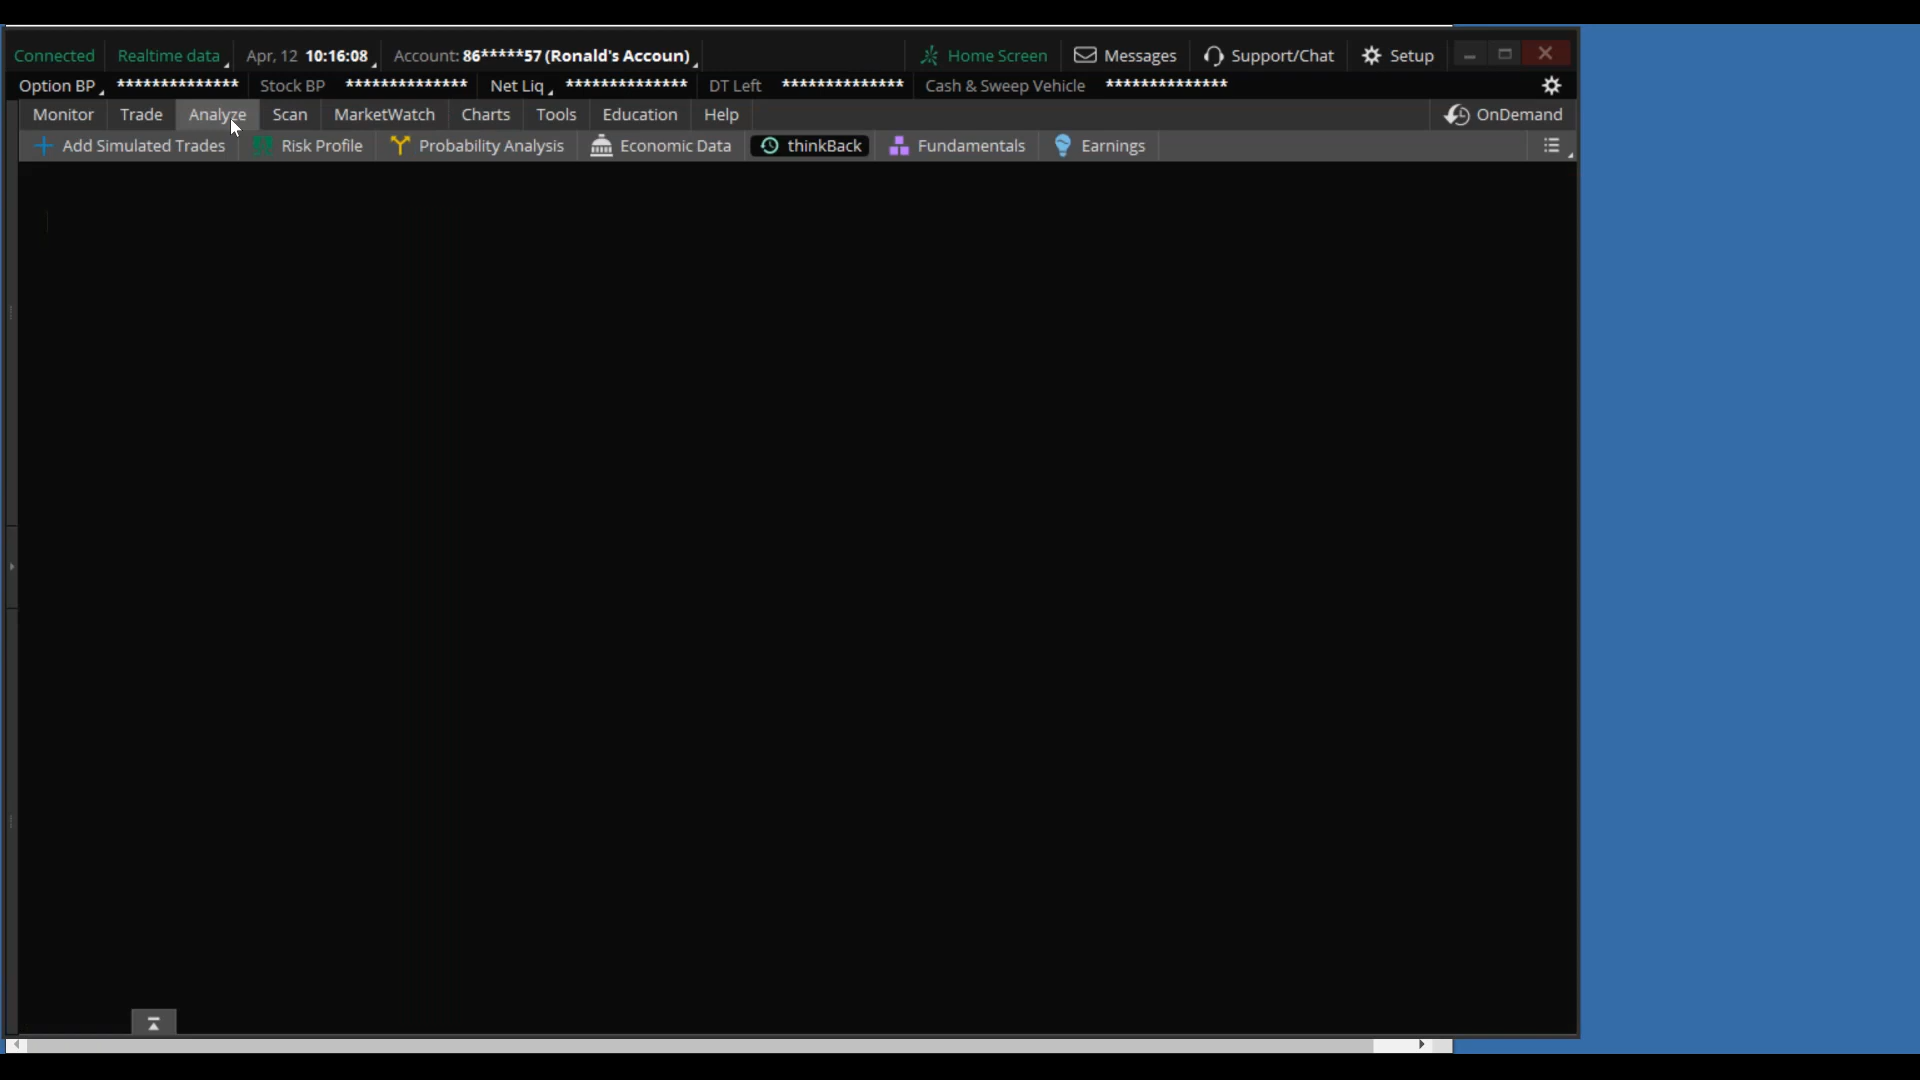 Connected Realtime data Apr, 12 10:16:08 Account: 86*****57 (Ronald's Accoun) Home Screen Messages Support/Chat Setup
Option BP ************** Stock BP ************** Net Liq ************** DT Left ************** Cash & Sweep Vehicle **************
Monitor Trade Analyze Scan MarketWatch Charts Tools Education Help OnDemand
Add Simulated Trades Risk Profile Probability Analysis Economic Data thinkBack Fundamentals Earnings